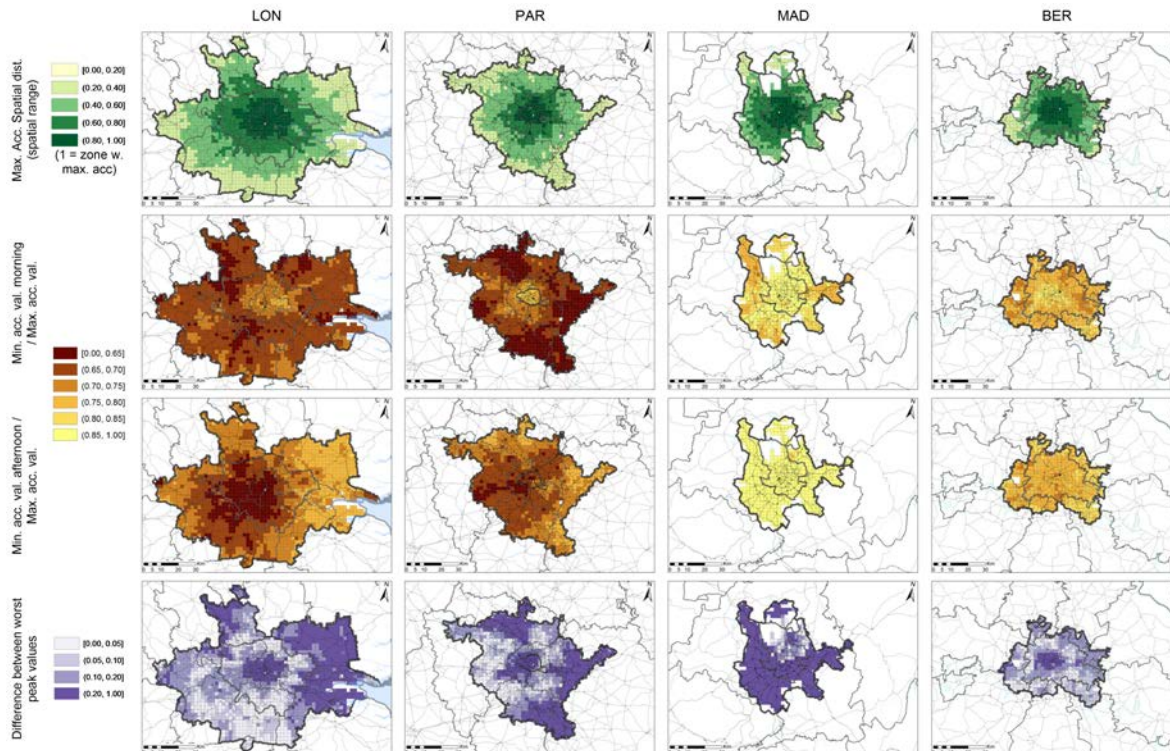 LON PAR MAD BER
Max. Acc. Spatial dist.
(spatial range)
[0.00, 0.20]
(0.20, 0.40]
(0.40, 0.60]
(0.60, 0.80]
(0.80, 1.00]
(1 = zone w.
max. acc)
Min. acc. val. morning
/ Max. acc. val.
[0.00, 0.65]
(0.65, 0.70]
(0.70, 0.75]
(0.75, 0.80]
(0.80, 0.85]
(0.85, 1.00]
Min. acc. val. afternoon /
Max. acc. val.
Difference between worst
peak values
[0.00, 0.05]
(0.05, 0.10]
(0.10, 0.20]
(0.20, 1.00]